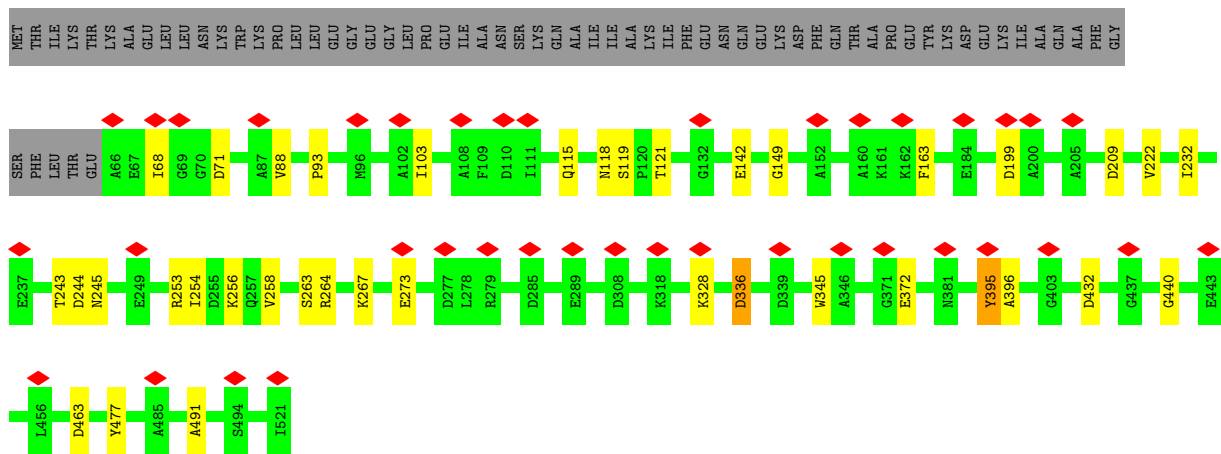 MET THR ILE LYS THR LYS ALA GLU LEU LEU ASN LYS TRP LYS PRO LEU LEU GLU GLY GLU GLY LEU PRO GLU ILE ALA ASN SER LYS GLN ALA ILE ILE ALA LYS ILE PHE GLU ASN GLN GLU LYS ASP PHE GLN THR ALA PRO GLU TYR LYS ASP GLU LYS ILE ALA GLN ALA PHE GLY
SER PHE LEU THR GLU A66 E67 I68 G69 G70 D71 A87 V88 P93 M96 A102 I103 A108 F109 D110 I111 Q115 N118 S119 P120 T121 G132 E142 G149 A152 A160 K161 K162 F163 E184 D199 A200 A205 D209 V222 I232
E237 T243 D244 N245 E249 R253 I254 D255 K256 Q257 V258 S263 R264 K267 E273 D277 L278 R279 D285 E289 D308 K318 K328 D336 D339 W345 A346 G371 E372 N381 Y395 A396 G403 D432 G437 G440 E443
L456 D463 Y477 A485 A491 S494 I521